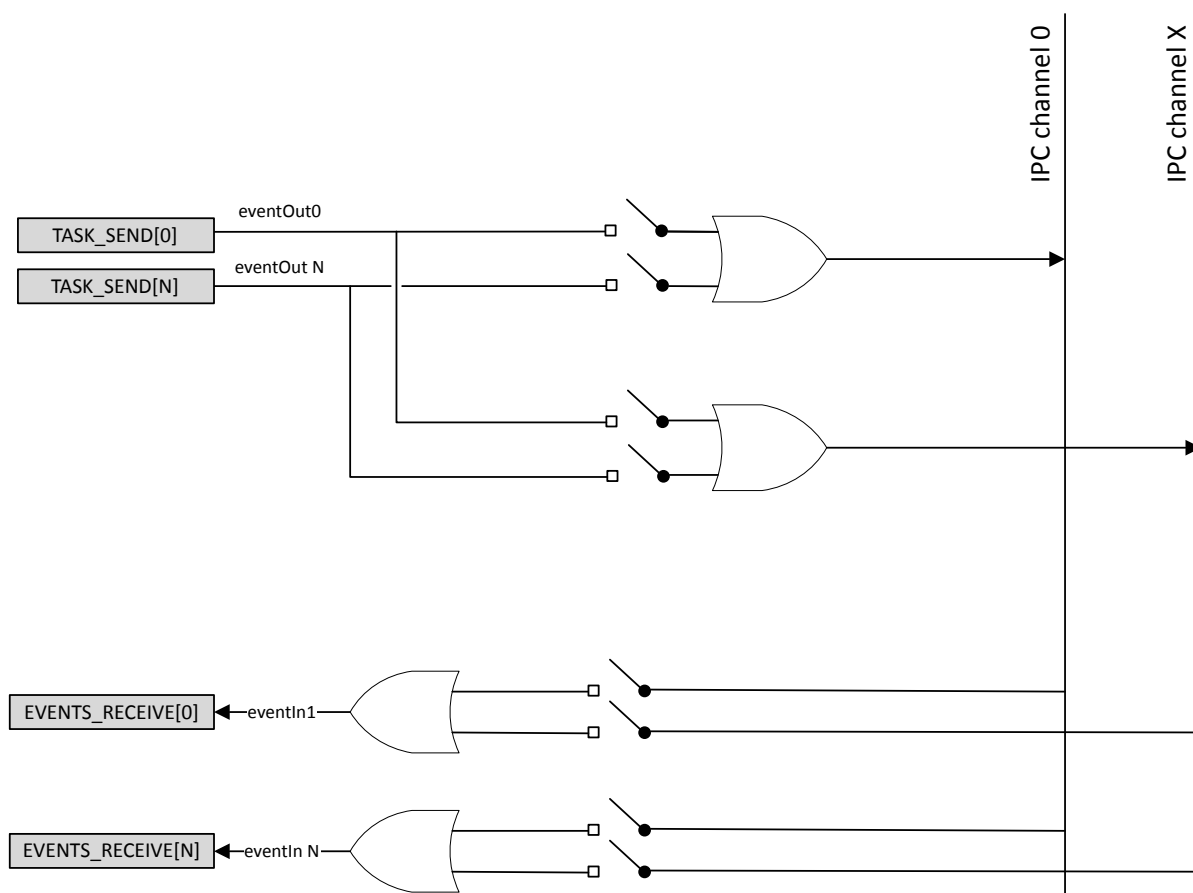 IPC channel 0
IPC channel X
eventOut0
TASK_SEND[0]
eventOut N
TASK_SEND[N]
EVENTS_RECEIVE[0]
eventIn1
EVENTS_RECEIVE[N]
eventIn N